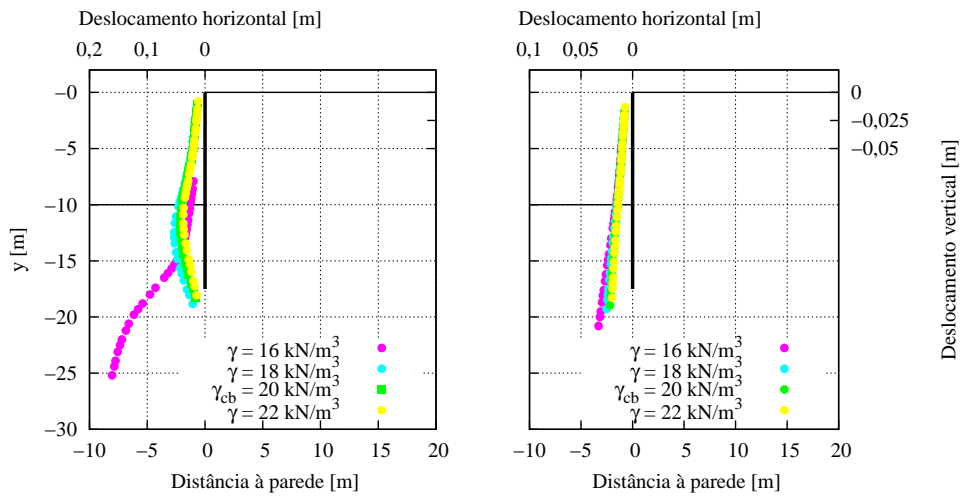 Deslocamento horizontal [m]
0,2 0,1 0
−0
−5
−10
−15
−20
−25
−30
y [m]
γ = 16 kN/m³
γ = 18 kN/m³
γcb = 20 kN/m³
γ = 22 kN/m³
−10 −5 0 5 10 15 20
Distância à parede [m]
Deslocamento horizontal [m]
0,1 0,05 0
0
−0,025
−0,05
Deslocamento vertical [m]
γ = 16 kN/m³
γ = 18 kN/m³
γcb = 20 kN/m³
γ = 22 kN/m³
−10 −5 0 5 10 15 20
Distância à parede [m]